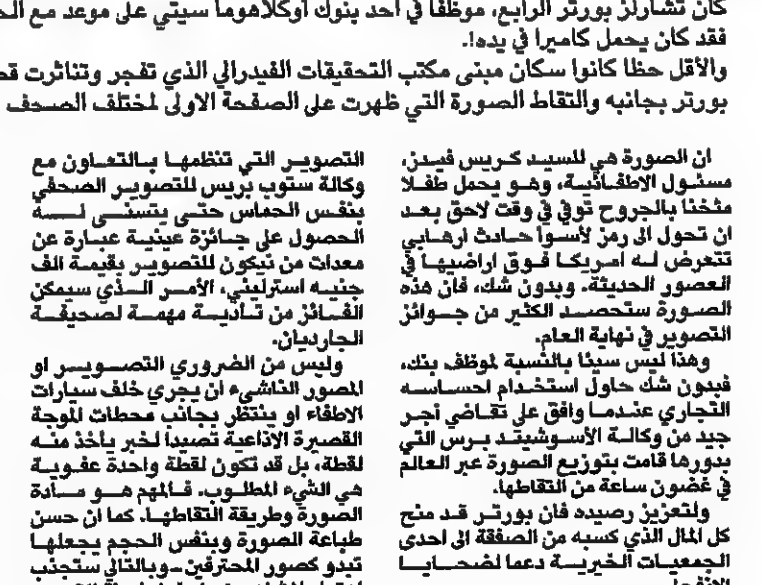 كان تشارلز بورتر الرابع، موظفا في احد بنوك اوكلاهوما سيتي على موعد مع
فقد كان يحمل كاميرا في يده!.
والأقل حظا كانوا سكان مبنى مكتب التحقيقات الفيدرالي الذي تفجر وتناثرت
بورتر بجانبه والتقاط الصورة التي ظهرت على الصفحة الاولى لمختلف الصحف
ان الصورة هي للسيد كريس فيدز،
مسئول الاطفائية، وهو يحمل طفلا
مثخنا بالجروح توفي في وقت لاحق بعد
ان تحول الى رمز لأسوأ حادث ارهابي
تتعرض له امريكا فوق اراضيها في
العصور الحديثة. وبدون شك، فان هذه
الصورة ستحصد الكثير من جوائز
التصوير في نهاية العام.
وهذا ليس سيئا بالنسبة لموظف بنك،
فبدون شك حاول استخدام احساسه
التجاري عندما وافق على تقاضي أجر
جيد من وكالة الأسوشيتد برس التي
بدورها قامت بتوزيع الصورة عبر العالم
في غضون ساعة من التقاطها.
ولتعزيز رصيده فان بورتر قد منح
كل المال الذي كسبه من الصفقة الى احدى
الجمعيات الخيرية دعما لضحايا
التصوير التي تنظمها بالتعاون مع
وكالة ستوب بريس للتصوير الصحفي
بنفس الحماس حتى يتسنى له
الحصول على جائزة عينية عبارة عن
معدات من نيكون للتصوير بقيمة الف
جنيه استرليني، الأمر الذي سيمكن
الفائز من تأدية مهمة لصحيفة
الجارديان.
وليس من الضروري التصوير او
المصور الناشيء ان يجري خلف سيارات
الاطفاء او ينتظر بجانب محطات الموجة
القصيرة الاذاعية تصيدا لخبر يأخذ منه
لقطة، بل قد تكون لقطة واحدة عفوية
هي الشيء المطلوب. فالمهم هو مادة
الصورة وطريقة التقاطها. كما ان حسن
طباعة الصورة وبنفس الحجم يجعلها
تبدو كصور المحترفين-وبالتالي ستجنب